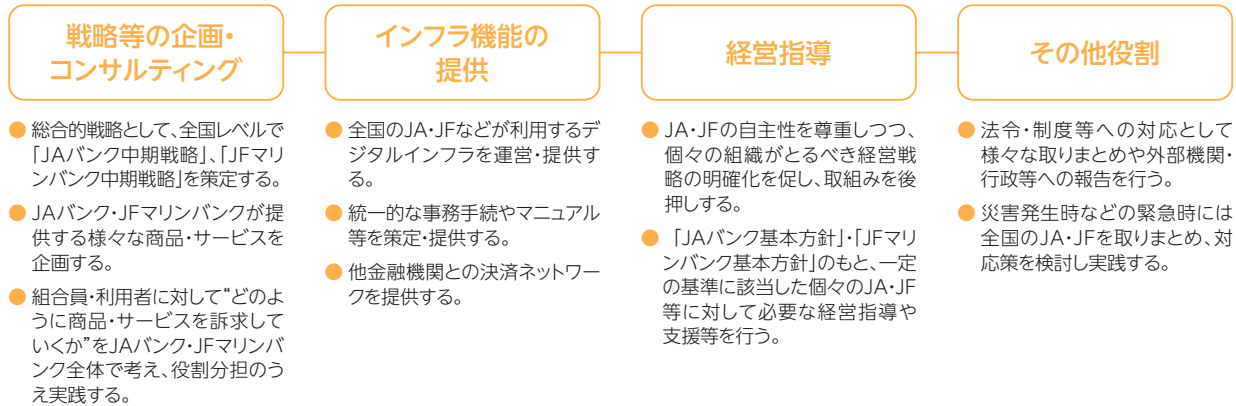 戦略等の企画・
コンサルティング
● 総合的戦略として、全国レベルで
「JAバンク中期戦略」、「JFマリ
ンバンク中期戦略」を策定する。
● JAバンク・JFマリンバンクが提
供する様々な商品・サービスを
企画する。
● 組合員・利用者に対して“どのよ
うに商品・サービスを訴求して
いくか”をJAバンク・JFマリンバ
ンク全体で考え、役割分担のう
え実践する。
インフラ機能の
提供
● 全国のJA・JFなどが利用するデ
ジタルインフラを運営・提供す
る。
● 統一的な事務手続やマニュアル
等を策定・提供する。
● 他金融機関との決済ネットワー
クを提供する。
経営指導
● JA・JFの自主性を尊重しつつ、
個々の組織がとるべき経営戦
略の明確化を促し、取組みを後
押しする。
● 「JAバンク基本方針」・「JFマリ
ンバンク基本方針」のもと、一定
の基準に該当した個々のJA・JF
等に対して必要な経営指導や
支援等を行う。
その他役割
● 法令・制度等への対応として
様々な取りまとめや外部機関・
行政等への報告を行う。
● 災害発生時などの緊急時には
全国のJA・JFを取りまとめ、対
応策を検討し実践する。